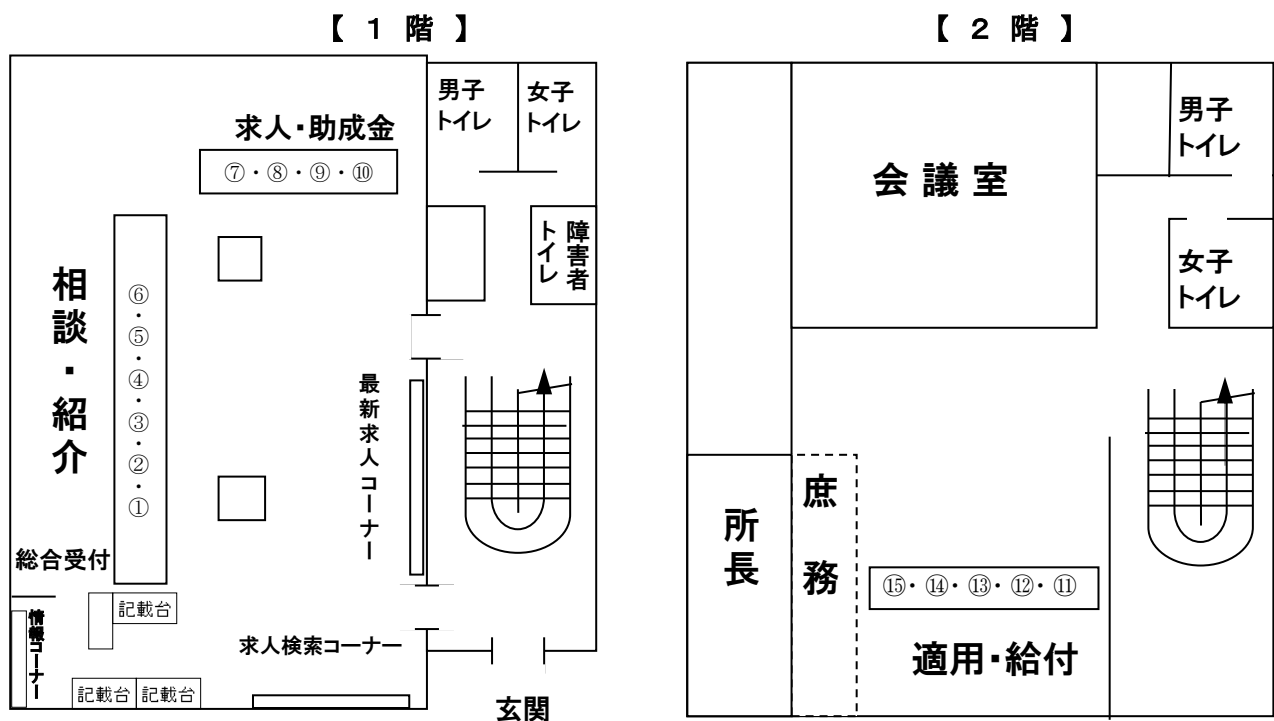 【 1 階 】
男子
トイレ
女子
トイレ
求人・助成金
⑦・⑧・⑨・⑩
障害者
トイレ
相談・紹介
⑥・⑤・④・③・②・①
最新求人コーナー
総合受付
記載台
情報コーナー
求人検索コーナー
記載台
記載台
玄関
【 2 階 】
男子
トイレ
会議室
女子
トイレ
庶務
所長
⑮・⑭・⑬・⑫・⑪
適用・給付